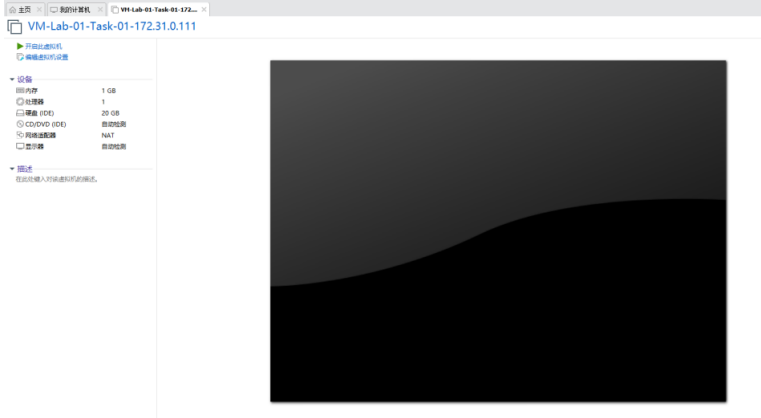 主页 × 我的计算机 × VM-Lab-01-Task-01-172.... ×
VM-Lab-01-Task-01-172.31.0.111
开启此虚拟机
编辑虚拟机设置
设备
内存 1 GB
处理器 1
硬盘 (IDE) 20 GB
CD/DVD (IDE) 自动检测
网络适配器 NAT
显示器 自动检测
描述
在此处键入对该虚拟机的描述。